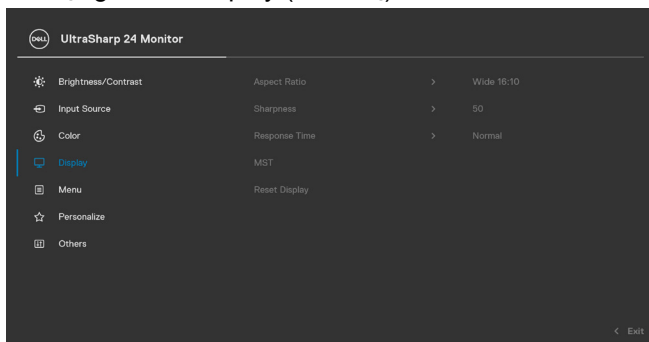 DELL UltraSharp 24 Monitor
Brightness/Contrast Aspect Ratio > Wide 16:10
Input Source Sharpness > 50
Color Response Time > Normal
Display MST
Menu Reset Display
Personalize
Others
< Exit